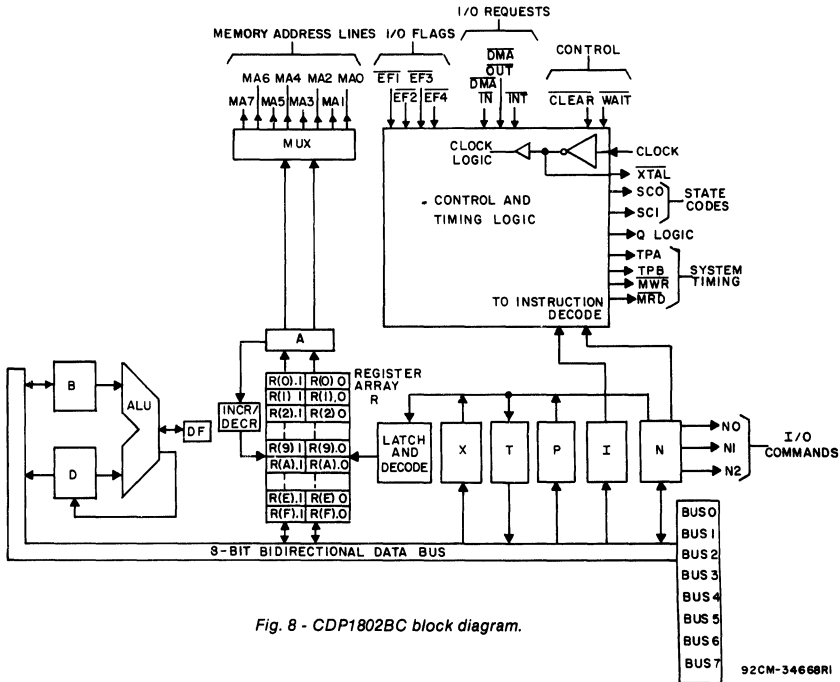 I/O REQUESTS
MEMORY ADDRESS LINES I/O FLAGS
CONTROL
DMA
OUT
DMA
IN
INT
MA6 MA4 MA2 MA0
MA7 MA5 MA3 MA1
EF1 EF3
EF2 EF4
CLEAR WAIT
MUX
CLOCK
LOGIC
CLOCK
XTAL
CONTROL AND
TIMING LOGIC
SCO
SCI
STATE
CODES
Q LOGIC
TPA
TPB
MWR
MRD
SYSTEM
TIMING
TO INSTRUCTION
DECODE
A
REGISTER
ARRAY
R
R(0).1 R(0).0
R(1) 1 R(1).0
R(2).1 R(2) 0
R(9) 1 R(9).0
R(A).1 R(A).0
R(E).1 R(E) 0
R(F).1 R(F).0
INCR/
DECR
B
ALU
DF
D
LATCH
AND
DECODE
X
T
P
I
N
N0
N1
N2
I/O
COMMANDS
8-BIT BIDIRECTIONAL DATA BUS
BUS 0
BUS 1
BUS 2
BUS 3
BUS 4
BUS 5
BUS 6
BUS 7
Fig. 8 - CDP1802BC block diagram.
92CM-34668RI